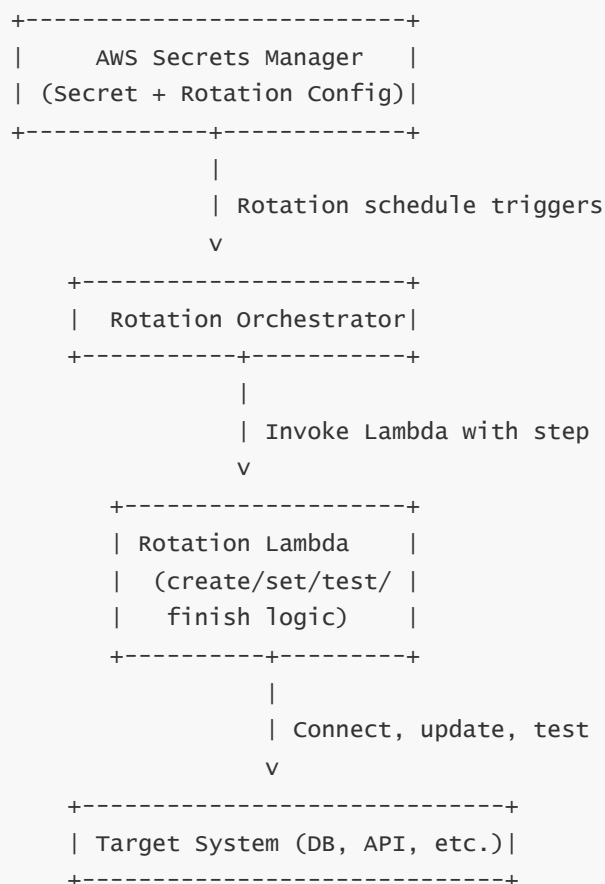 AWS Secrets Manager
(Secret + Rotation Config)
Rotation schedule triggers
Rotation Orchestrator
Invoke Lambda with step
Rotation Lambda
(create/set/test/
finish logic)
Connect, update, test
Target System (DB, API, etc.)